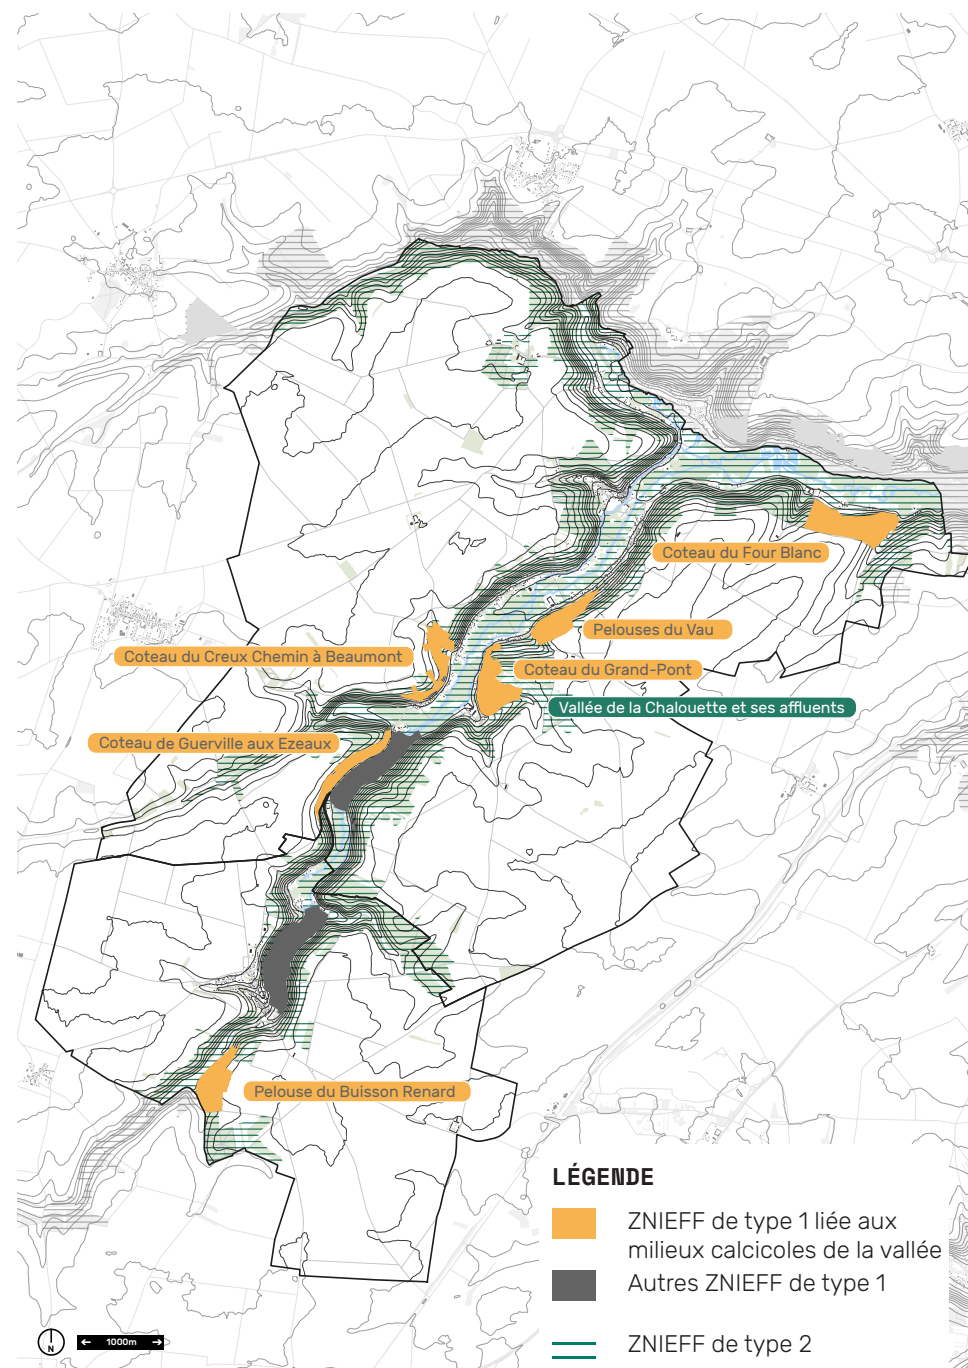 Coteau du Four Blanc
Pelouses du Vau
Coteau du Creux Chemin à Beaumont
Coteau du Grand-Pont
Vallée de la Chalouette et ses affluents
Coteau de Guerville aux Ezeaux
Pelouse du Buisson Renard
LÉGENDE
ZNIEFF de type 1 liée aux
milieux calcicoles de la vallée
Autres ZNIEFF de type 1
ZNIEFF de type 2
N
1000m